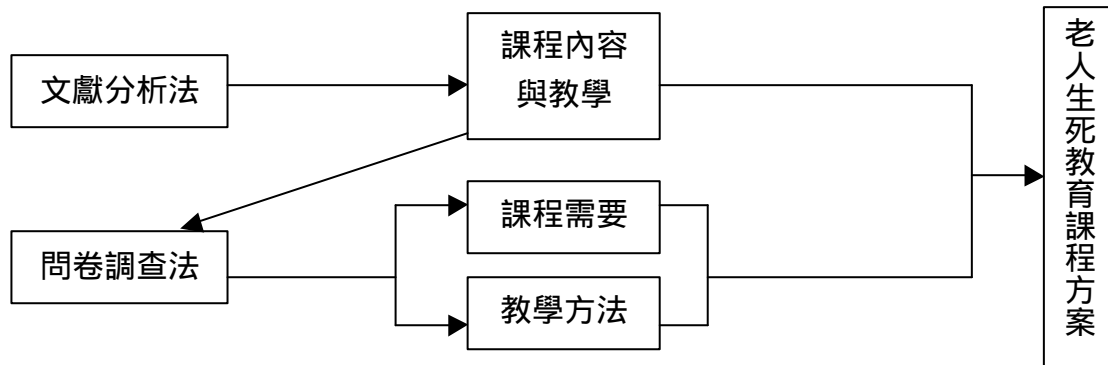 文獻分析法
課程內容
與教學
課程需要
問卷調查法
教學方法
老人生死教育課程方案